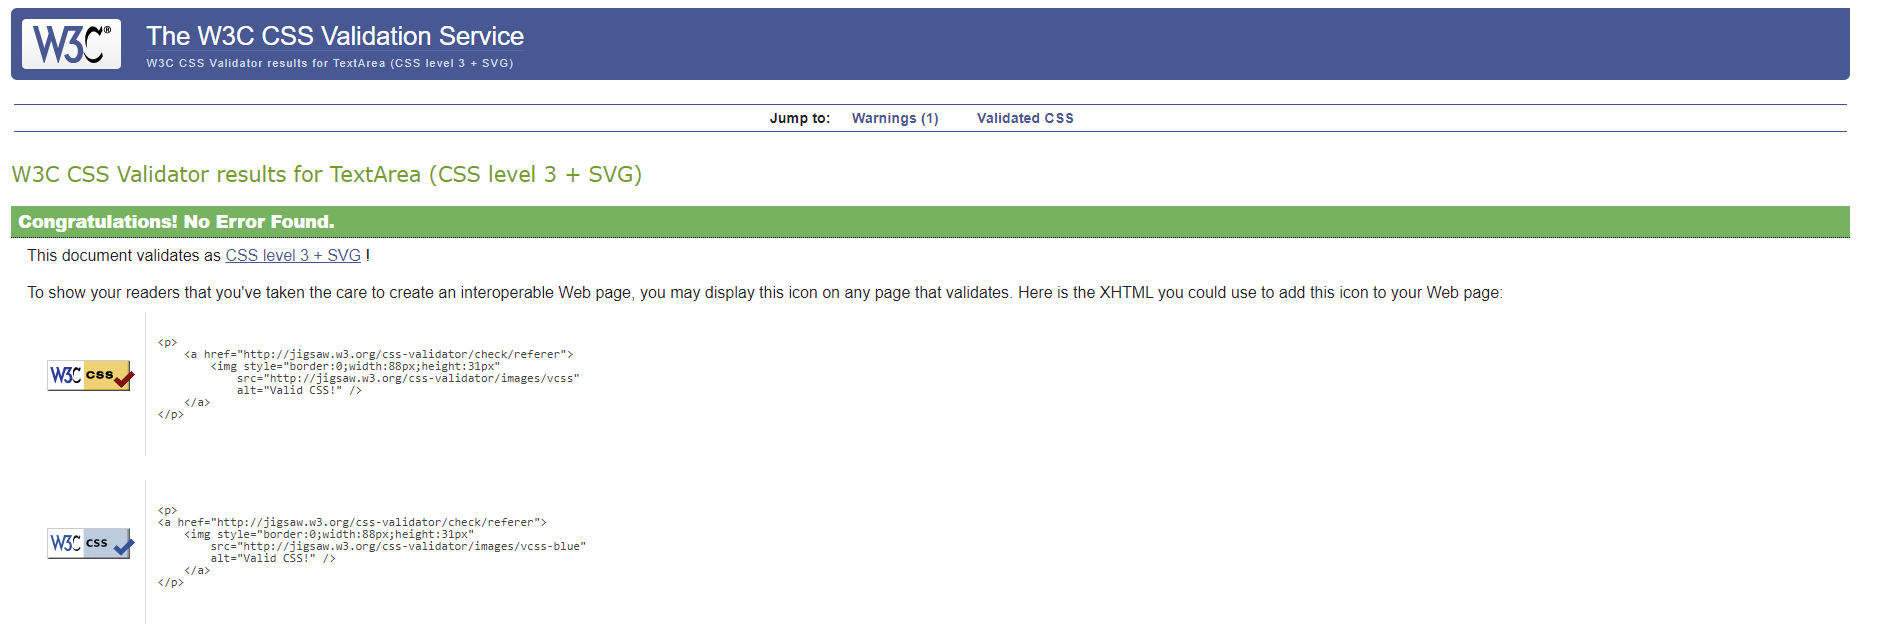 W3C®
The W3C CSS Validation Service
W3C CSS Validator results for TextArea (CSS level 3 + SVG)
Jump to: Warnings (1) Validated CSS
W3C CSS Validator results for TextArea (CSS level 3 + SVG)
Congratulations! No Error Found.
This document validates as CSS level 3 + SVG !
To show your readers that you've taken the care to create an interoperable Web page, you may display this icon on any page that validates. Here is the XHTML you could use to add this icon to your Web page:
W3C css
<p>
<a href="http://jigsaw.w3.org/css-validator/check/referer">
<img style="border:0;width:88px;height:31px"
src="http://jigsaw.w3.org/css-validator/images/vcss"
alt="Valid CSS!" />
</a>
</p>
W3C css
<p>
<a href="http://jigsaw.w3.org/css-validator/check/referer">
<img style="border:0;width:88px;height:31px"
src="http://jigsaw.w3.org/css-validator/images/vcss-blue"
alt="Valid CSS!" />
</a>
</p>